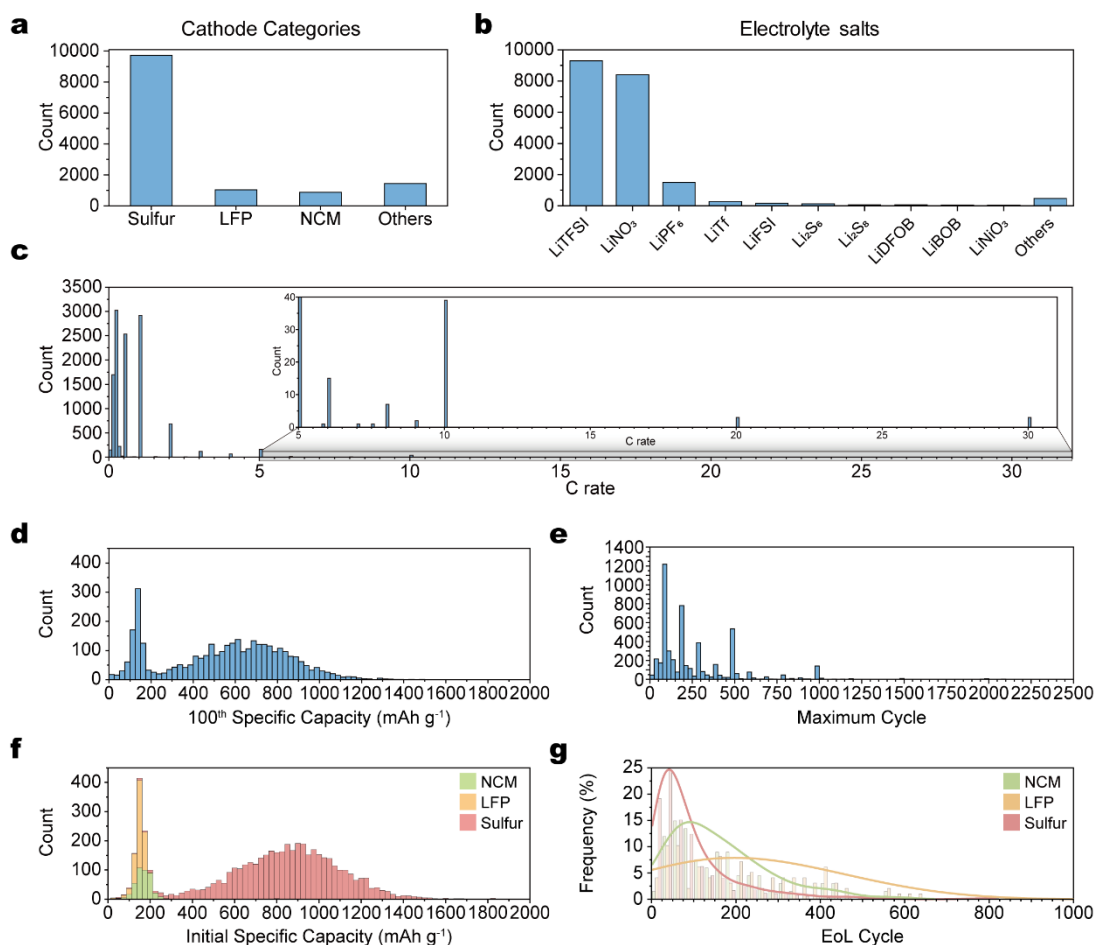 a
Cathode Categories
10000
8000
6000
4000
2000
0
Count
Sulfur LFP NCM Others
b
Electrolyte salts
10000
8000
6000
4000
2000
0
Count
LiTFSI LiNO₃ LiPF₆ LiTf LiFSI Li₂S₆ Li₂S₈ LiDFOB LiBOB LiNiO₃ Others
c
3500
3000
2500
2000
1500
1000
500
0
Count
0 5 10 15 20 25 30
C rate
40
30
20
10
0
Count
5 10 15 20 25 30
C rate
d
400
300
200
100
0
Count
0 200 400 600 800 1000 1200 1400 1600 1800 2000
100th Specific Capacity (mAh g⁻¹)
e
1400
1200
1000
800
600
400
200
0
Count
0 250 500 750 1000 1250 1500 1750 2000 2250 2500
Maximum Cycle
f
400
300
200
100
0
Count
NCM
LFP
Sulfur
0 200 400 600 800 1000 1200 1400 1600 1800 2000
Initial Specific Capacity (mAh g⁻¹)
g
25
20
15
10
5
0
Frequency (%)
NCM
LFP
Sulfur
0 200 400 600 800 1000
EoL Cycle